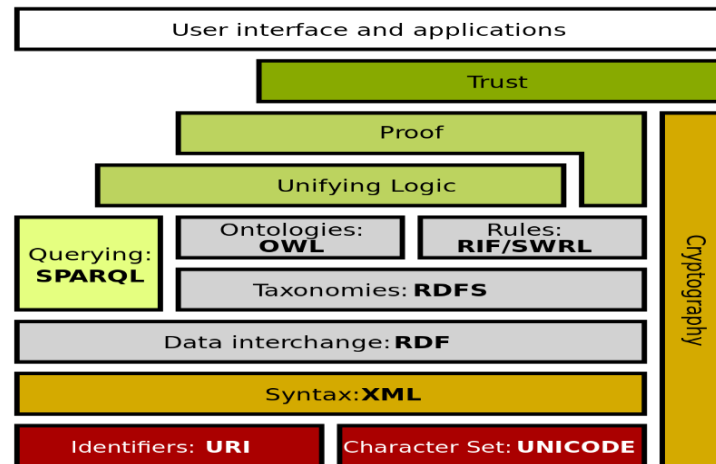 User interface and applications
Trust
Proof
Unifying Logic
Querying:
SPARQL
Ontologies:
OWL
Rules:
RIF/SWRL
Taxonomies: RDFS
Data interchange: RDF
Syntax:XML
Identifiers: URI
Character Set: UNICODE
Cryptography